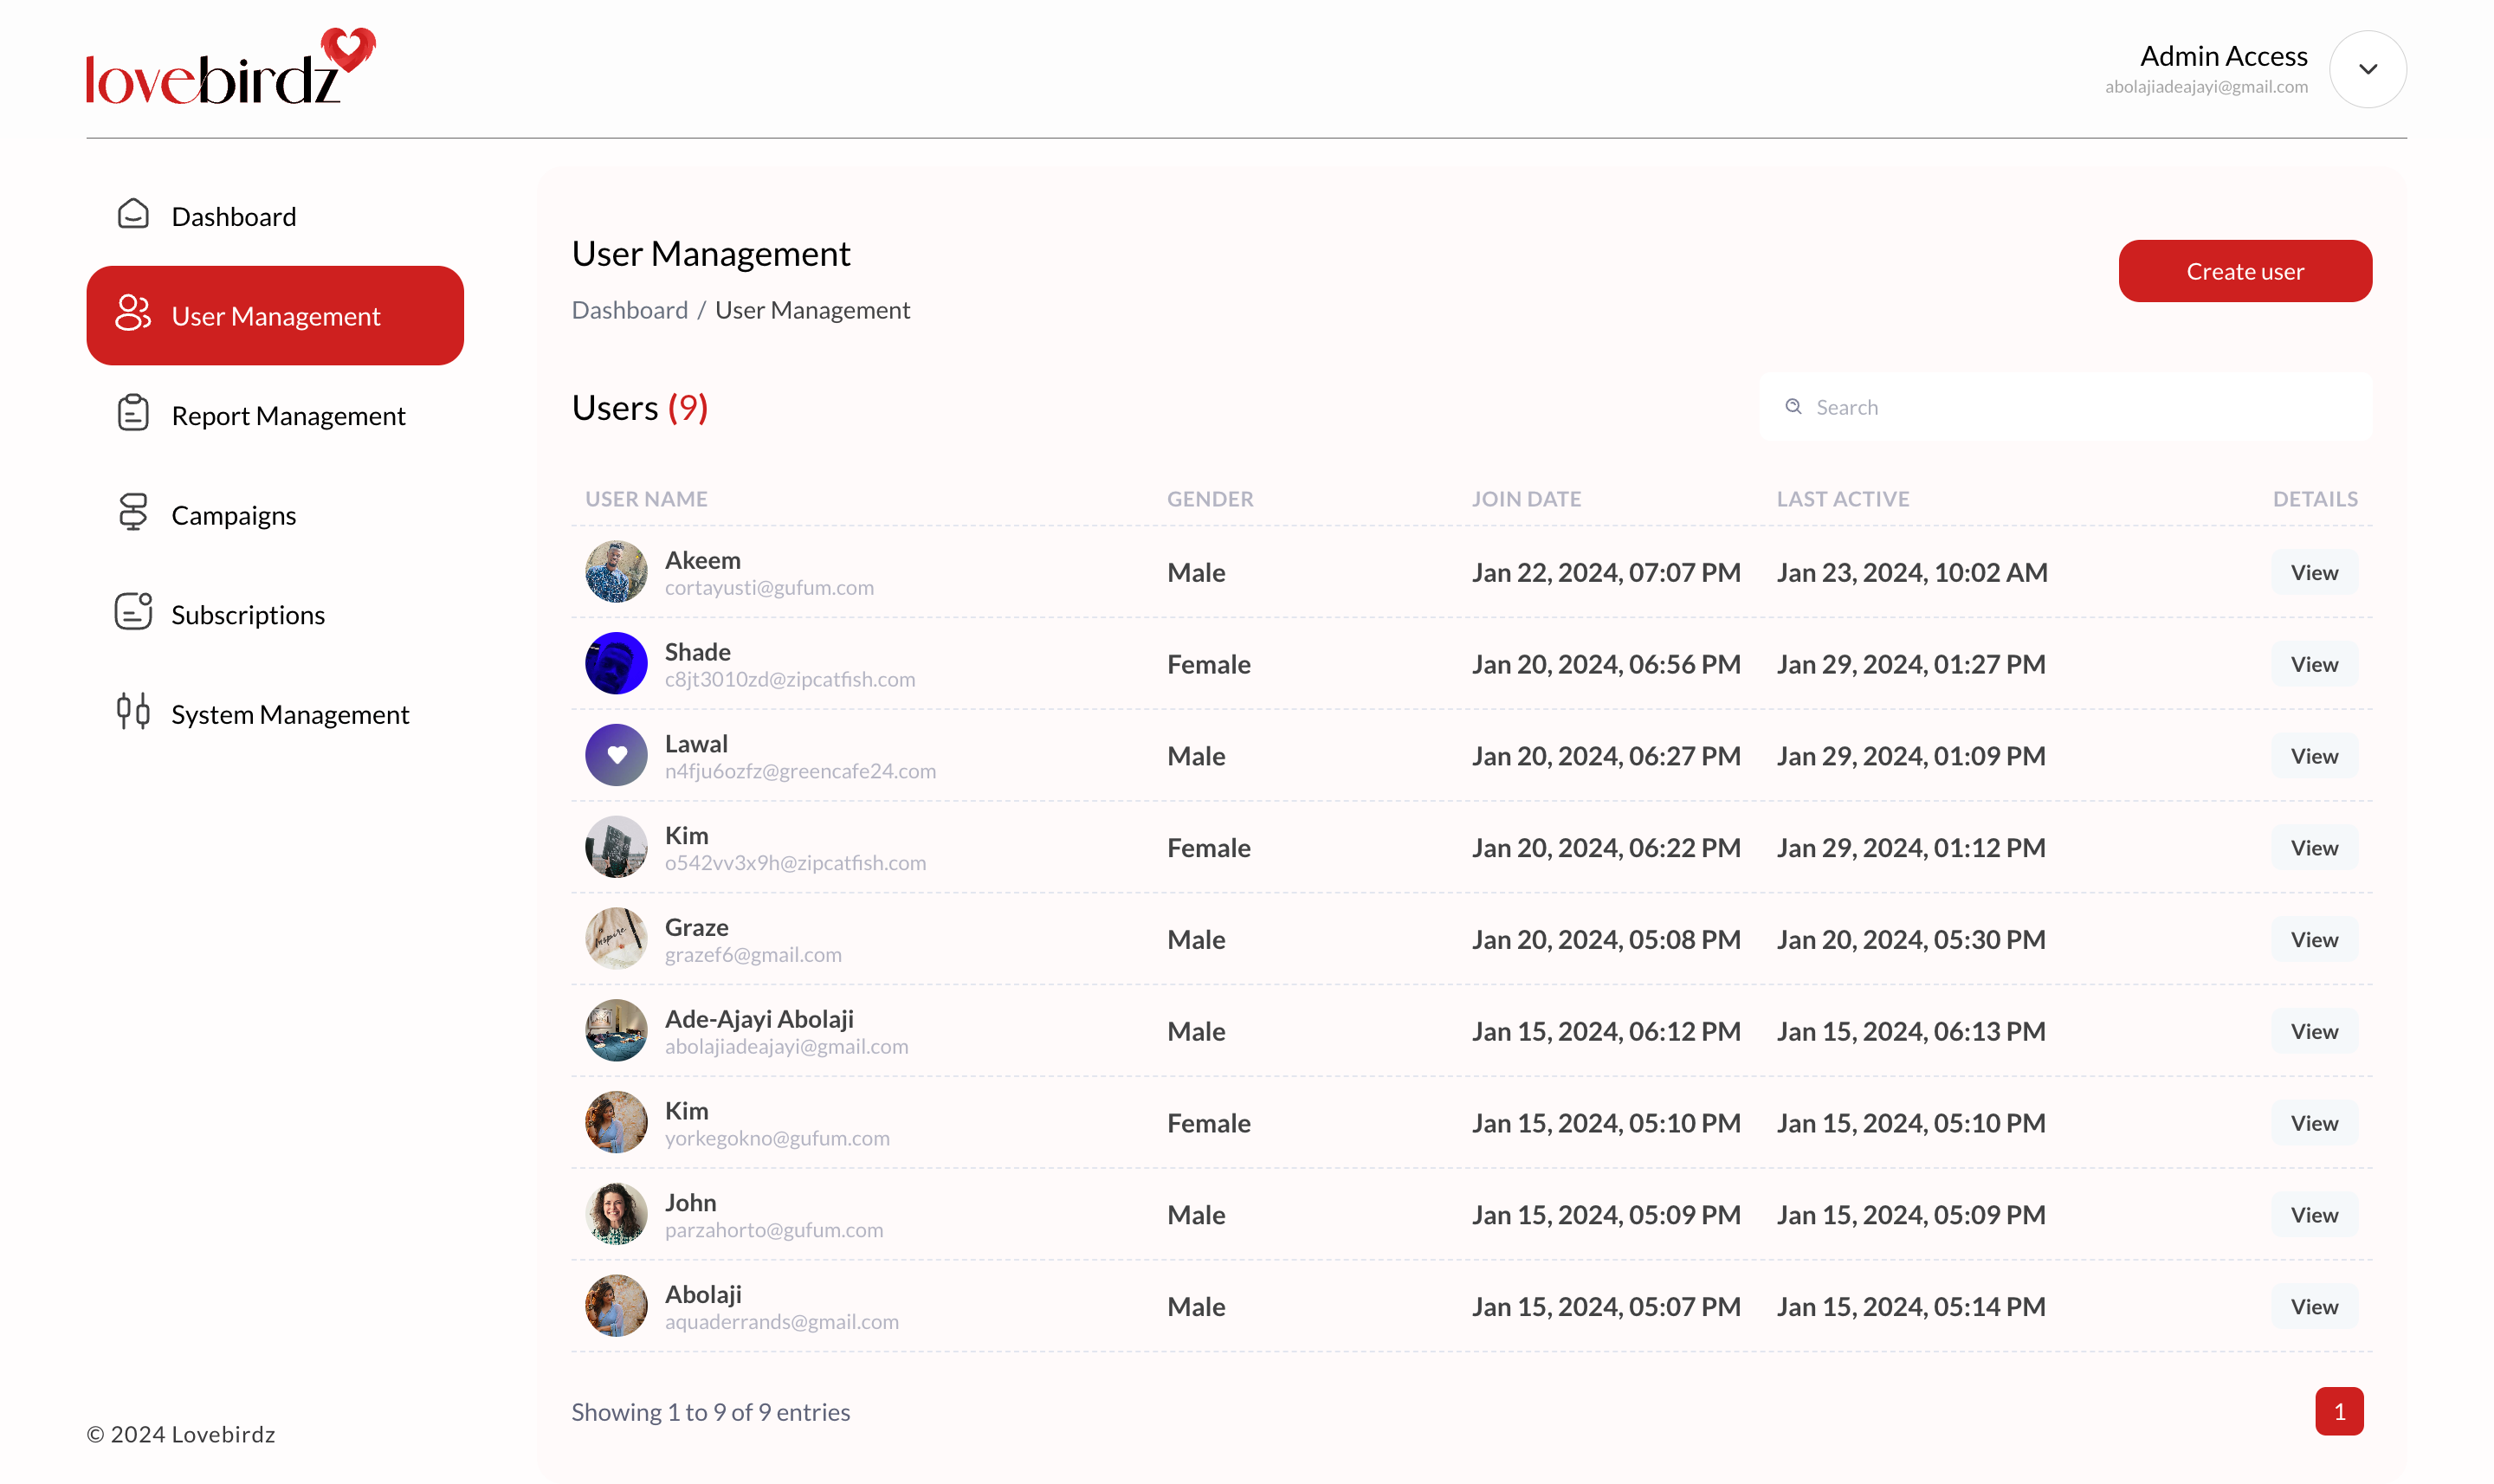 lovebirdz
Admin Access
abolajiadeajayi@gmail.com
Dashboard
User Management
Report Management
Campaigns
Subscriptions
System Management
© 2024 Lovebirdz
User Management
Dashboard / User Management
Create user
Users (9)
Search
USER NAME GENDER JOIN DATE LAST ACTIVE DETAILS
Akeem
cortayusti@gufum.com
Male Jan 22, 2024, 07:07 PM Jan 23, 2024, 10:02 AM View
Shade
c8jt3010zd@zipcatfish.com
Female Jan 20, 2024, 06:56 PM Jan 29, 2024, 01:27 PM View
Lawal
n4fju6ozfz@greencafe24.com
Male Jan 20, 2024, 06:27 PM Jan 29, 2024, 01:09 PM View
Kim
o542vv3x9h@zipcatfish.com
Female Jan 20, 2024, 06:22 PM Jan 29, 2024, 01:12 PM View
Inspire
Graze
grazef6@gmail.com
Male Jan 20, 2024, 05:08 PM Jan 20, 2024, 05:30 PM View
Ade-Ajayi Abolaji
abolajiadeajayi@gmail.com
Male Jan 15, 2024, 06:12 PM Jan 15, 2024, 06:13 PM View
Kim
yorkegokno@gufum.com
Female Jan 15, 2024, 05:10 PM Jan 15, 2024, 05:10 PM View
John
parzahorto@gufum.com
Male Jan 15, 2024, 05:09 PM Jan 15, 2024, 05:09 PM View
Abolaji
aquaderrands@gmail.com
Male Jan 15, 2024, 05:07 PM Jan 15, 2024, 05:14 PM View
Showing 1 to 9 of 9 entries
1